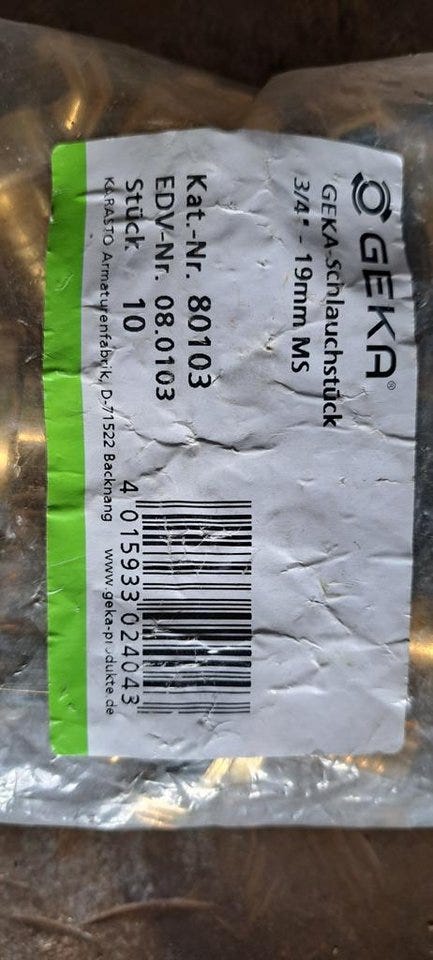 GEKA®
GEKA-Schlauchstück
3/4" - 19mm MS
Kat.-Nr. 80103
EDV-Nr. 08.0103
Stück 10
4 015933 024043
KARASTO Armaturenfabrik, D-71522 Backnang www.geka-produkte.de